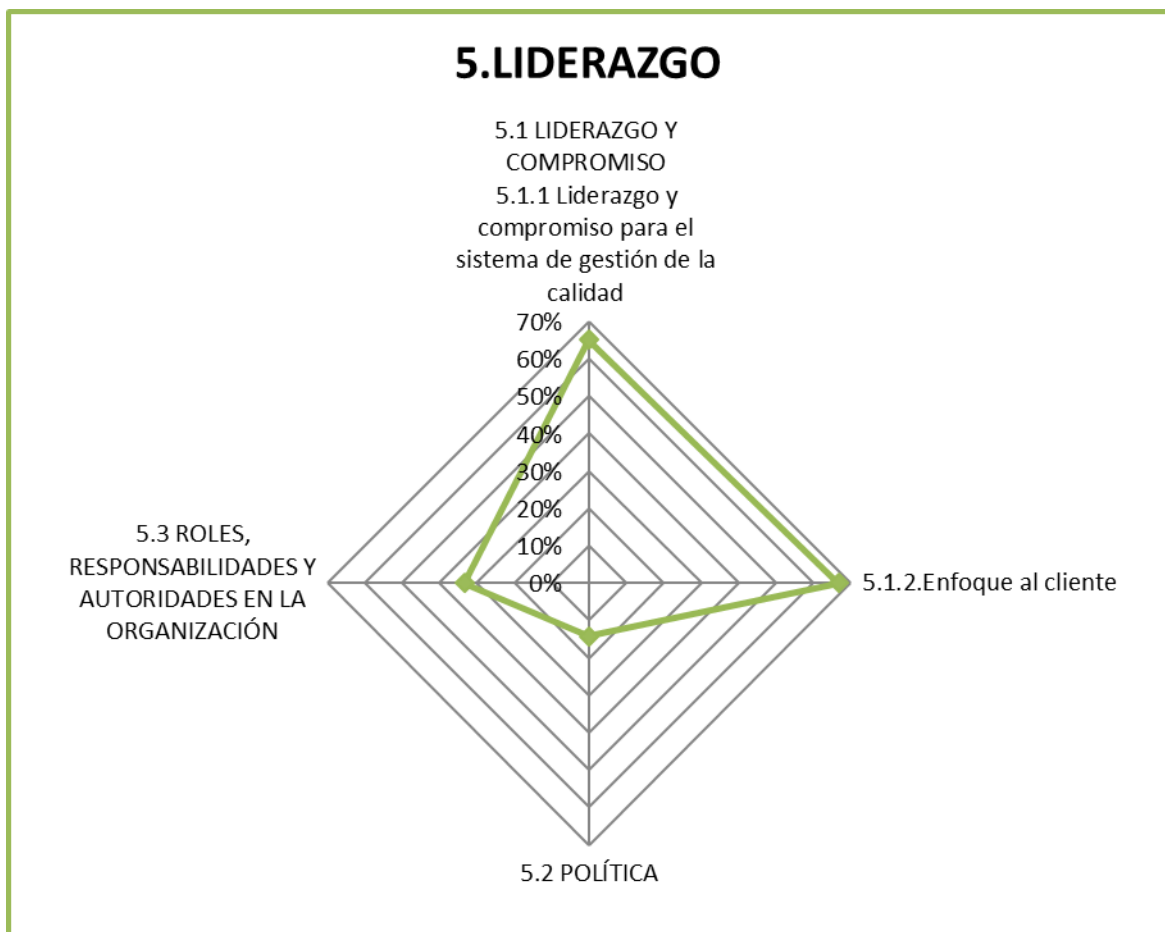 5.LIDERAZGO
5.1 LIDERAZGO Y
COMPROMISO
5.1.1 Liderazgo y
compromiso para el
sistema de gestión de la
calidad
70%
60%
50%
40%
30%
20%
10%
0%
5.3 ROLES,
RESPONSABILIDADES Y
AUTORIDADES EN LA
ORGANIZACIÓN
5.1.2.Enfoque al cliente
5.2 POLÍTICA